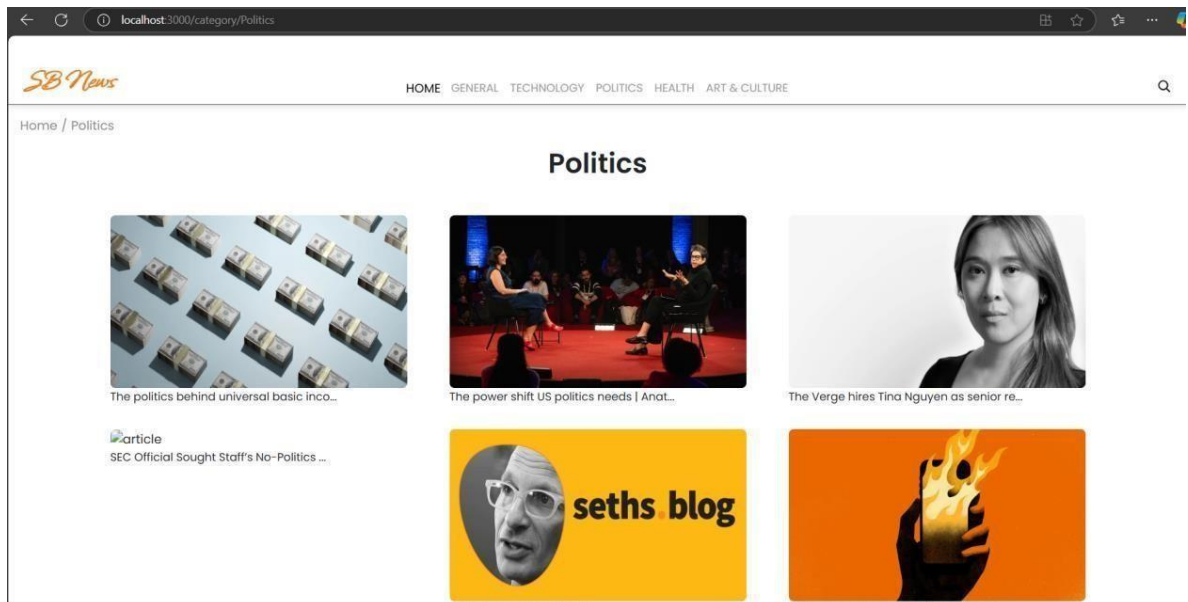 localhost:3000/category/Politics
SB News
HOME GENERAL TECHNOLOGY POLITICS HEALTH ART & CULTURE
Home / Politics
Politics
The politics behind universal basic inco...
The power shift US politics needs | Anat...
The Verge hires Tina Nguyen as senior re...
article
SEC Official Sought Staff's No-Politics ...
seths.blog